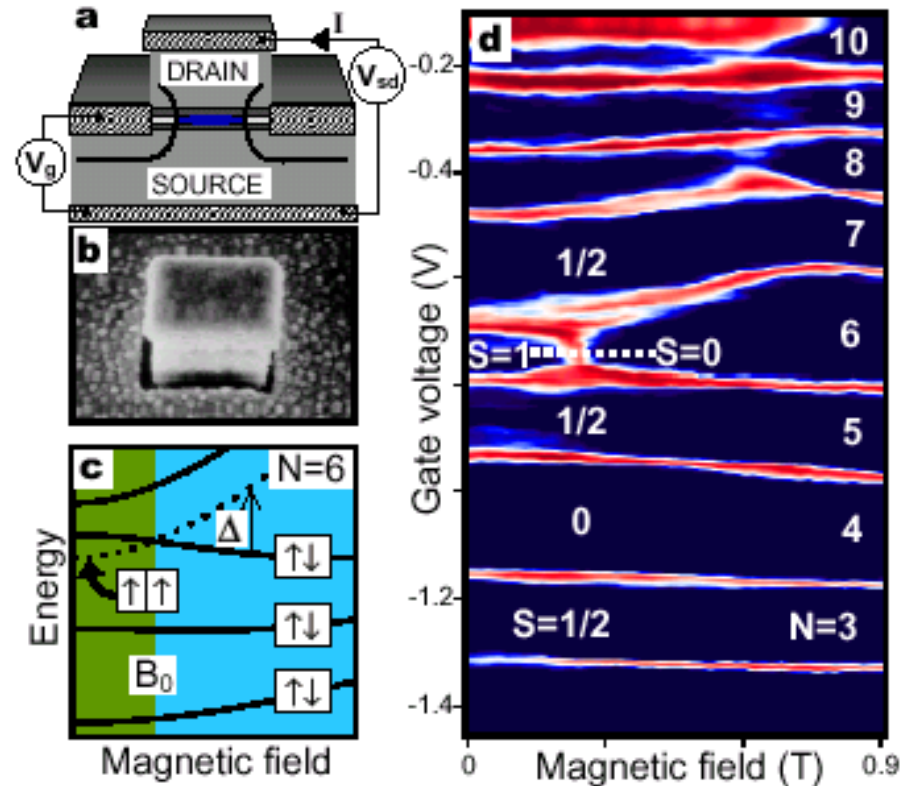 a
I
DRAIN
Vsd
Vg
SOURCE
b
c
N=6
Δ
↑↓
↑ ↑
↑↓
B0
↑↓
Energy
Magnetic field
d
10
-0.2
9
8
-0.4
7
1/2
6
S=1 S=0
1/2
5
0
4
-1.2
S=1/2 N=3
-1.4
Gate voltage (V)
0 Magnetic field (T) 0.9